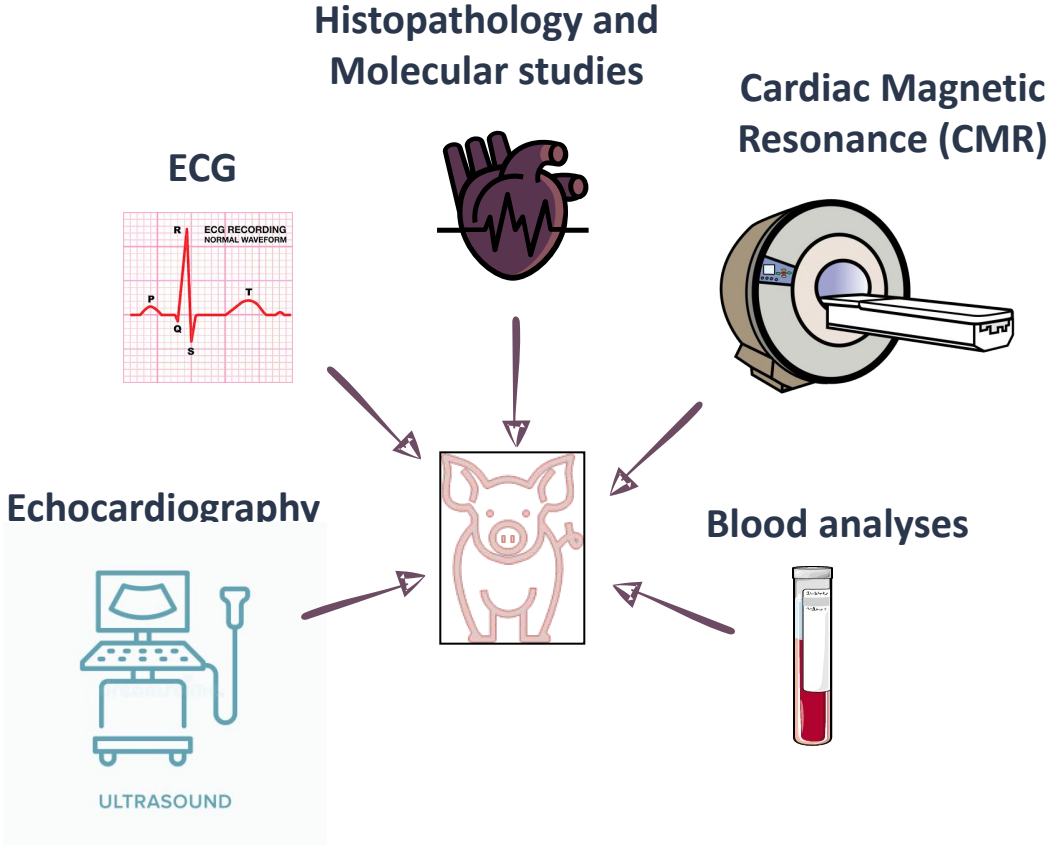 Histopathology and
Molecular studies
Cardiac Magnetic
Resonance (CMR)
ECG
R
ECG RECORDING
NORMAL WAVEFORM
P
T
Q
S
Echocardiography
Blood analyses
ULTRASOUND